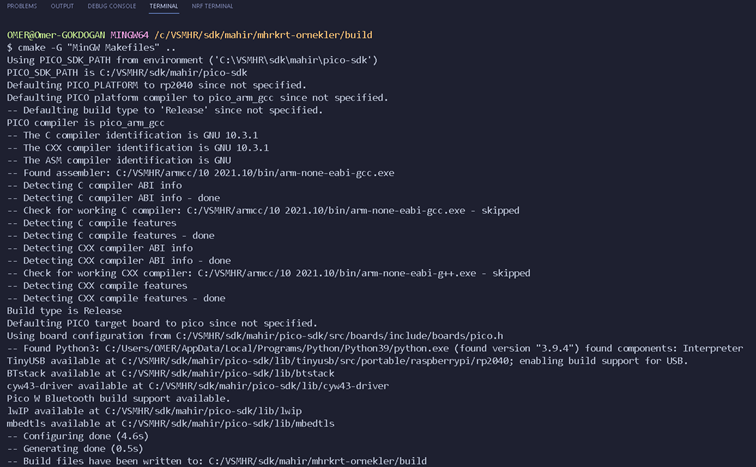 PROBLEMS OUTPUT DEBUG CONSOLE TERMINAL NRF TERMINAL
OMER@Omer-GOKDOGAN MINGW64 /c/VSMHR/sdk/mahir/mhrkrt-ornekler/build
$ cmake -G "MinGW Makefiles" ..
Using PICO_SDK_PATH from environment ('C:\VSMHR\sdk\mahir\pico-sdk')
PICO_SDK_PATH is C:/VSMHR/sdk/mahir/pico-sdk
Defaulting PICO_PLATFORM to rp2040 since not specified.
Defaulting PICO platform compiler to pico_arm_gcc since not specified.
-- Defaulting build type to 'Release' since not specified.
PICO compiler is pico_arm_gcc
-- The C compiler identification is GNU 10.3.1
-- The CXX compiler identification is GNU 10.3.1
-- The ASM compiler identification is GNU
-- Found assembler: C:/VSMHR/armcc/10 2021.10/bin/arm-none-eabi-gcc.exe
-- Detecting C compiler ABI info
-- Detecting C compiler ABI info - done
-- Check for working C compiler: C:/VSMHR/armcc/10 2021.10/bin/arm-none-eabi-gcc.exe - skipped
-- Detecting C compile features
-- Detecting C compile features - done
-- Detecting CXX compiler ABI info
-- Detecting CXX compiler ABI info - done
-- Check for working CXX compiler: C:/VSMHR/armcc/10 2021.10/bin/arm-none-eabi-g++.exe - skipped
-- Detecting CXX compile features
-- Detecting CXX compile features - done
Build type is Release
Defaulting PICO target board to pico since not specified.
Using board configuration from C:/VSMHR/sdk/mahir/pico-sdk/src/boards/include/boards/pico.h
-- Found Python3: C:/Users/OMER/AppData/Local/Programs/Python/Python39/python.exe (found version "3.9.4") found components: Interpreter
TinyUSB available at C:/VSMHR/sdk/mahir/pico-sdk/lib/tinyusb/src/portable/raspberrypi/rp2040; enabling build support for USB.
BTstack available at C:/VSMHR/sdk/mahir/pico-sdk/lib/btstack
cyw43-driver available at C:/VSMHR/sdk/mahir/pico-sdk/lib/cyw43-driver
Pico W Bluetooth build support available.
lwIP available at C:/VSMHR/sdk/mahir/pico-sdk/lib/lwip
mbedtls available at C:/VSMHR/sdk/mahir/pico-sdk/lib/mbedtls
-- Configuring done (4.6s)
-- Generating done (0.5s)
-- Build files have been written to: C:/VSMHR/sdk/mahir/mhrkrt-ornekler/build